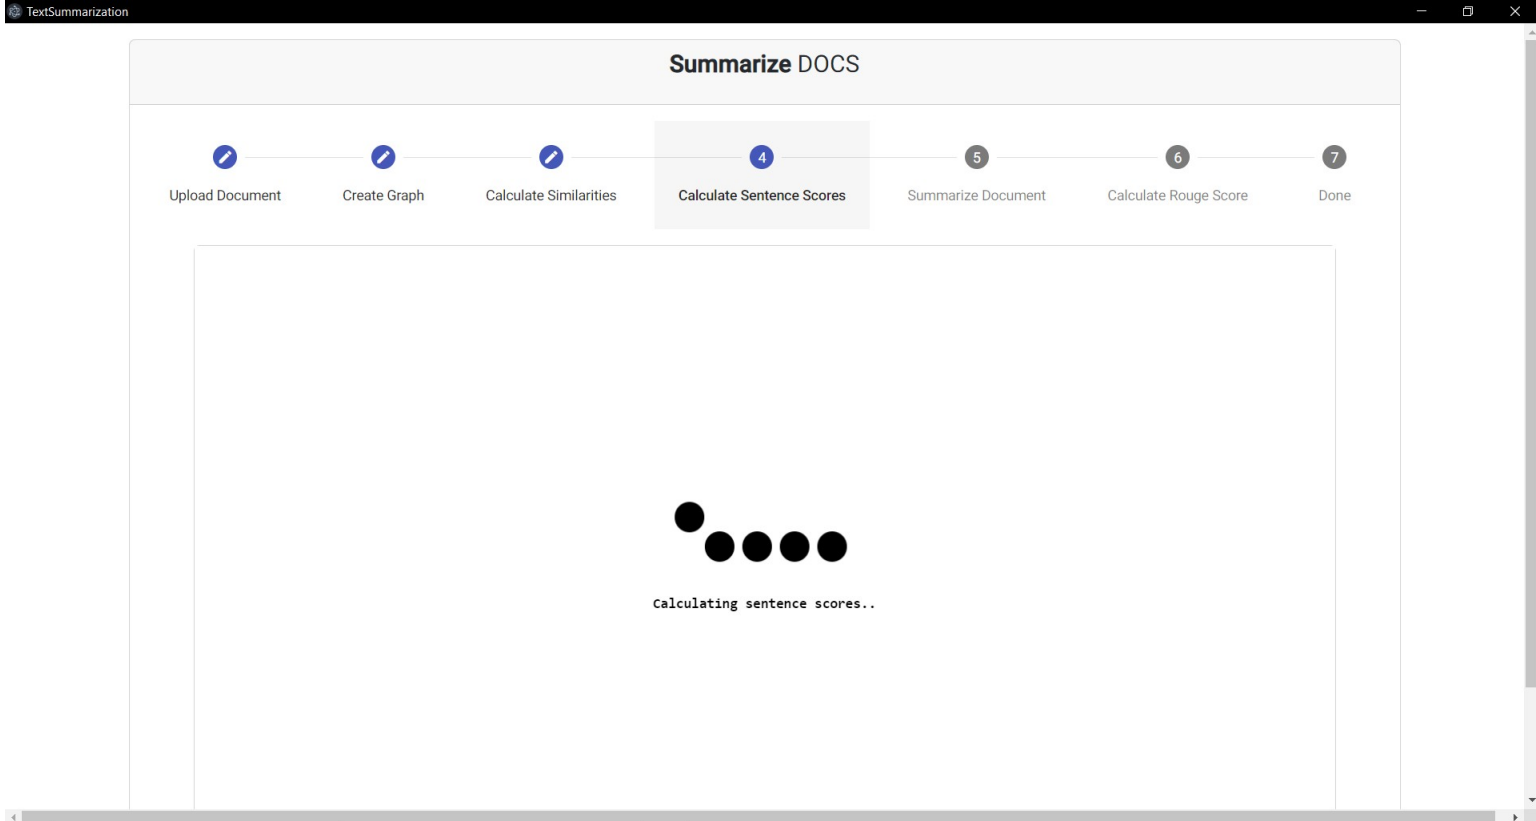 TextSummarization
Summarize DOCS
4 5 6 7
Upload Document Create Graph Calculate Similarities Calculate Sentence Scores Summarize Document Calculate Rouge Score Done
Calculating sentence scores..